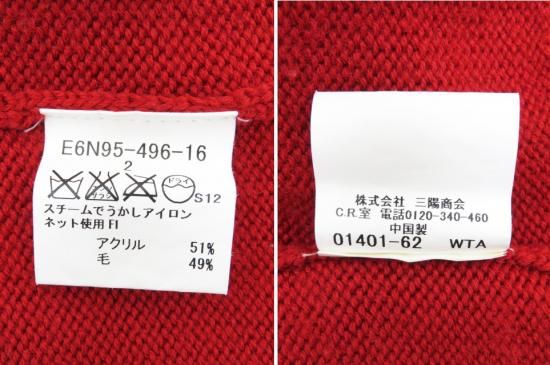 E6N95-496-16
2
ドライ
S12
スチームでうかしアイロン
ネット使用 FI
アクリル 51%
毛 49%
株式会社 三陽商会
C.R.室 電話0120-340-460
中国製
01401-62 WTA